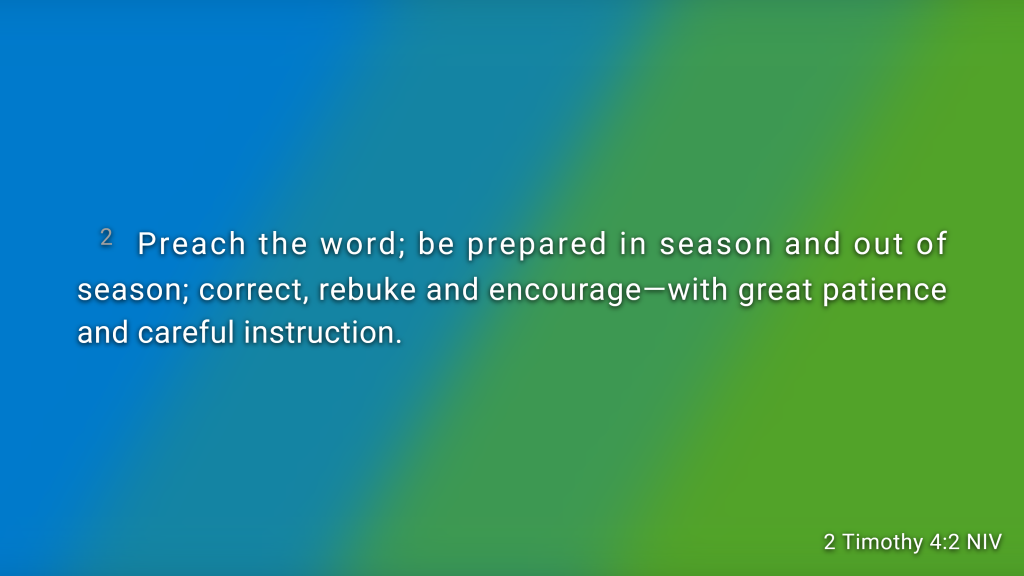 2 Preach the word; be prepared in season and out of
season; correct, rebuke and encourage—with great patience
and careful instruction.
2 Timothy 4:2 NIV